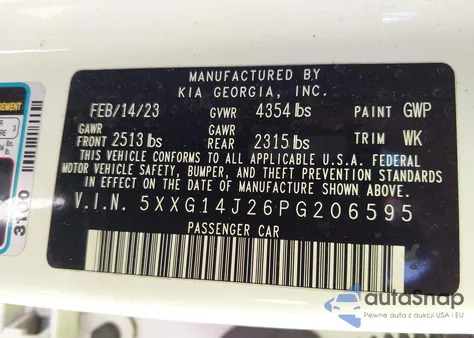 MANUFACTURED BY
KIA GEORGIA, INC.
FEB/14/23 GVWR 4354 lbs PAINT GWP
GAWR GAWR
FRONT 2513 lbs REAR 2315 lbs TRIM WK
THIS VEHICLE CONFORMS TO ALL APPLICABLE U.S.A. FEDERAL
MOTOR VEHICLE SAFETY, BUMPER, AND THEFT PREVENTION STANDARDS
IN EFFECT ON THE DATE OF MANUFACTURE SHOWN ABOVE.
V.I.N. 5XXG14J26PG206595
PASSENGER CAR
3100
autoSnap
Pewne auta z aukcji USA i EU